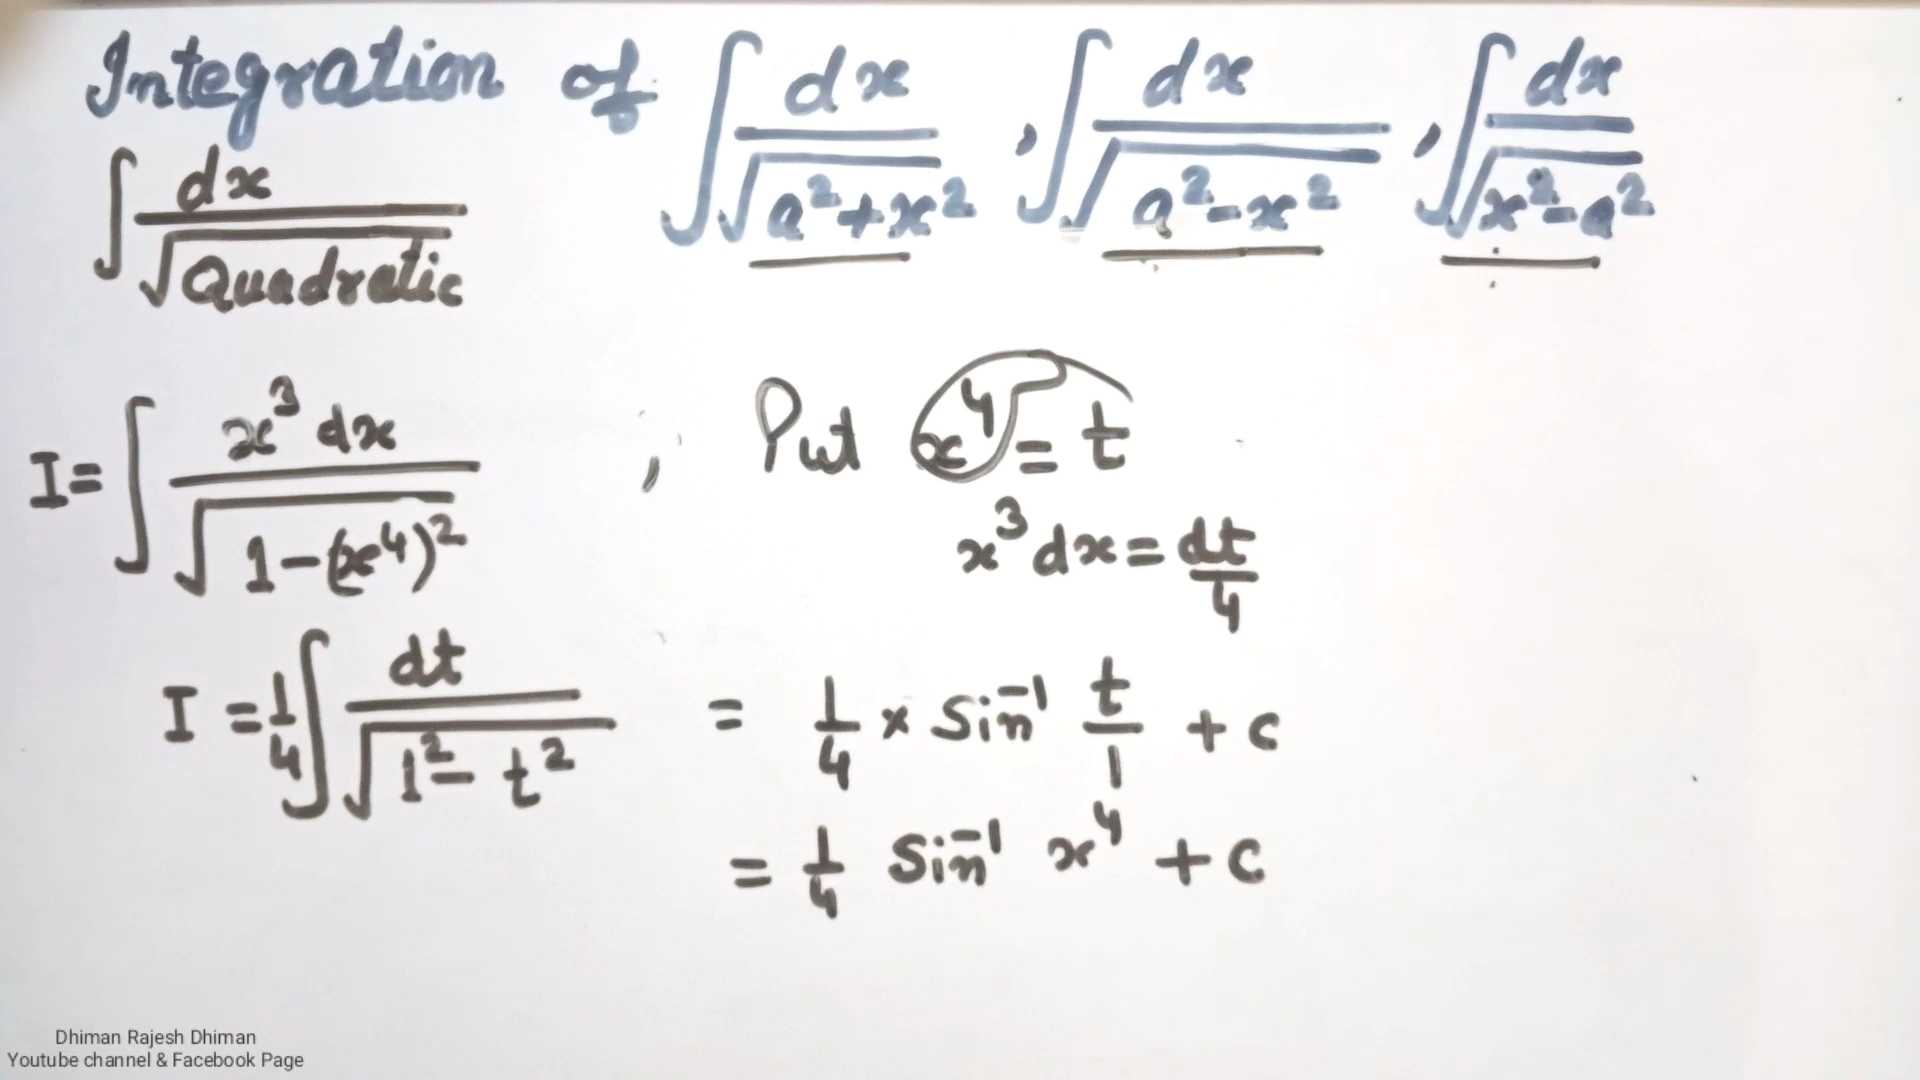 Integration of ∫ dx/√(a²+x²) , ∫ dx/√(a²-x²) , ∫ dx/√(x²-a²)
∫ dx/√Quadratic
I = ∫ x³ dx/√(1-(x⁴)²) , Put x⁴ = t
x³ dx = dt/4
I = 1/4 ∫ dt/√(1²- t²) = 1/4 × Sin⁻¹ t/1 + c
= 1/4 Sin⁻¹ x⁴ + c
Dhiman Rajesh Dhiman
Youtube channel & Facebook Page